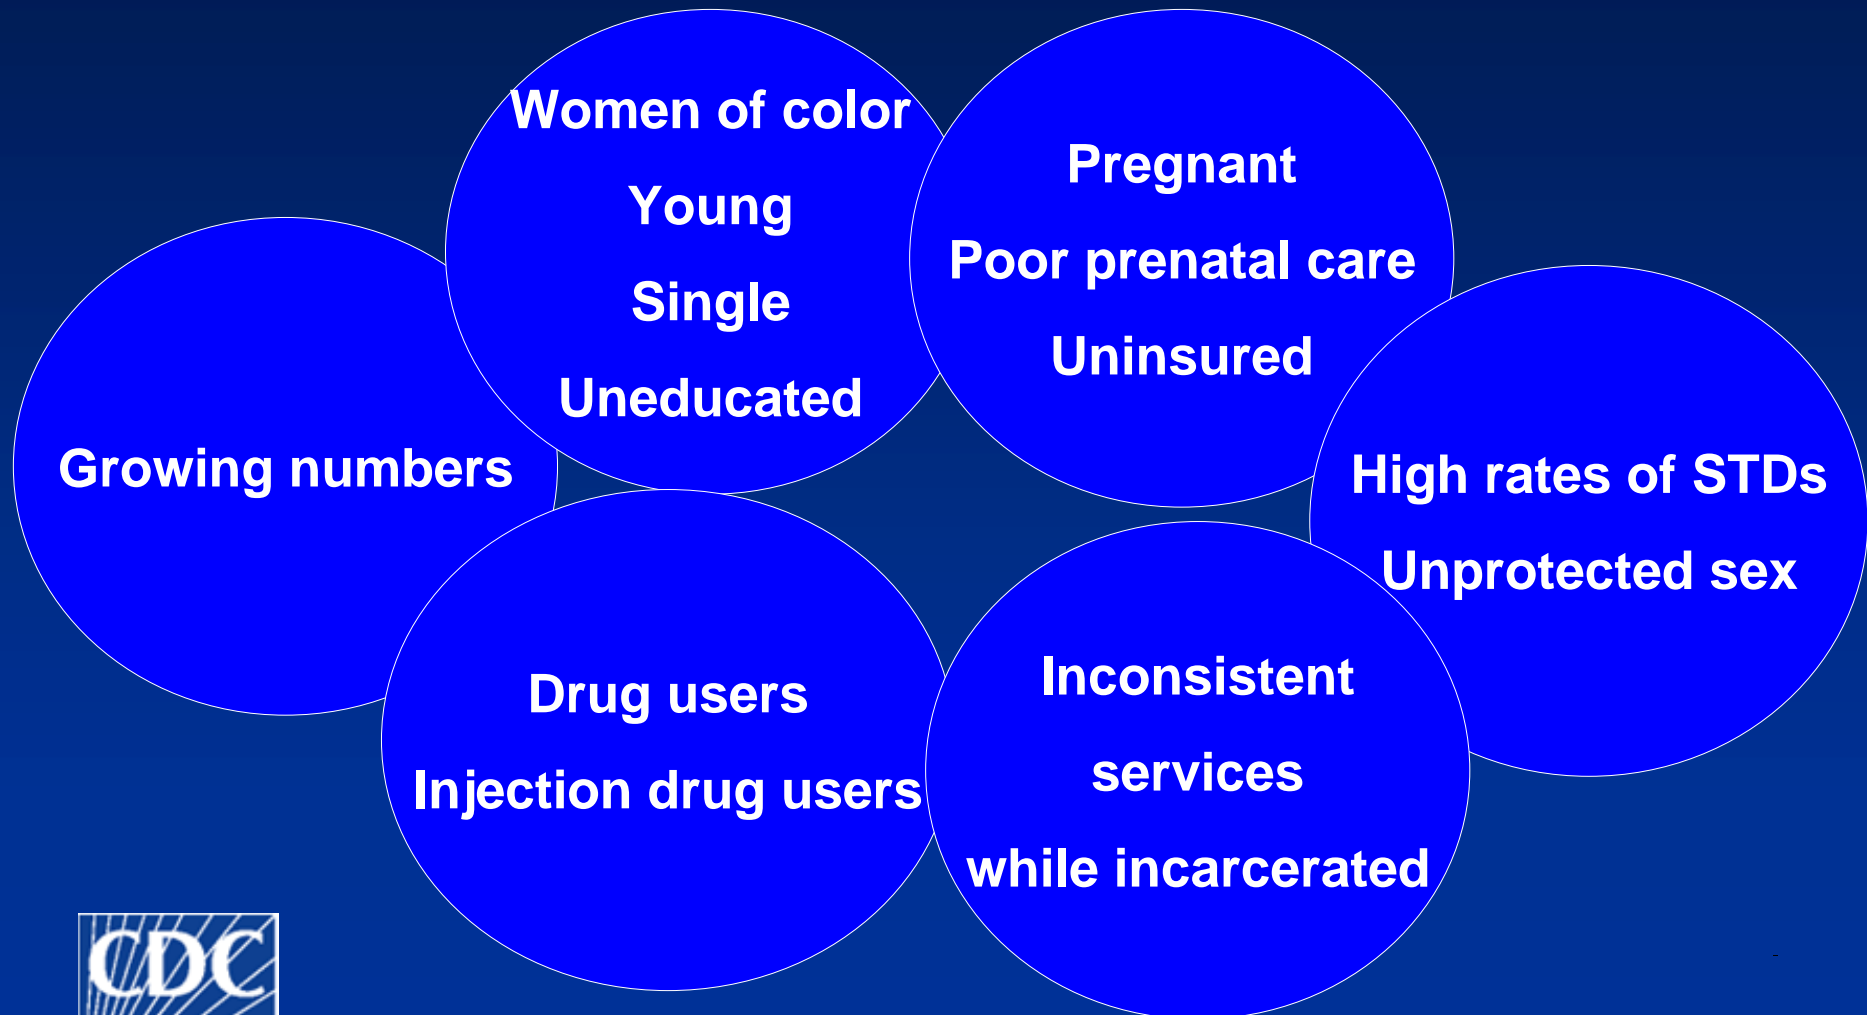 Women of color
Young
Single
Uneducated
Pregnant
Poor prenatal care
Uninsured
Growing numbers
High rates of STDs
Unprotected sex
Drug users
Injection drug users
Inconsistent
services
while incarcerated
CDC